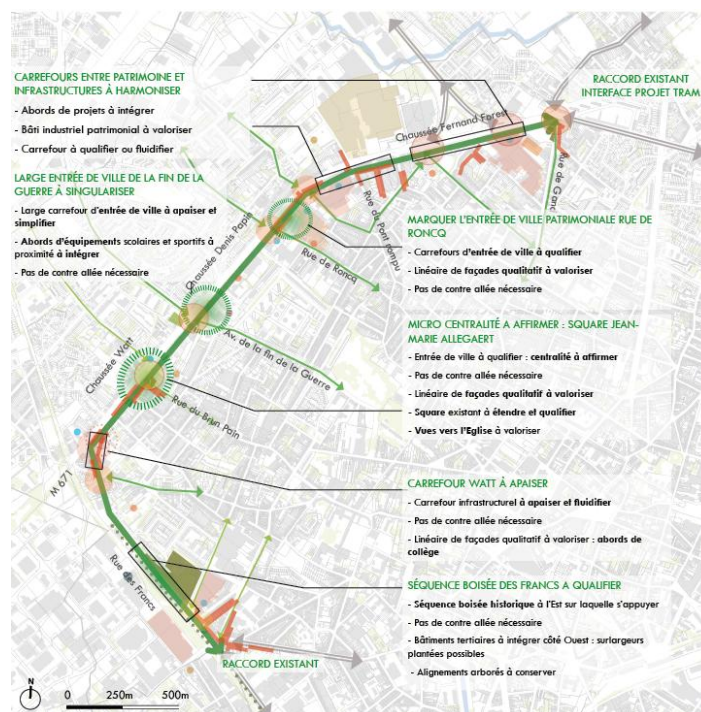 CARREFOURS ENTRE PATRIMOINE ET
INFRASTRUCTURES À HARMONISER
- Abords de projets à intégrer
- Bâti industriel patrimonial à valoriser
- Carrefour à qualifier ou fluidifier
LARGE ENTRÉE DE VILLE DE LA FIN DE LA
GUERRE À SINGULARISER
- Large carrefour d'entrée de ville à apaiser et
simplifier
- Abords d'équipements scolaires et sportifs à
proximité à intégrer
- Pas de contre allée nécessaire
RACCORD EXISTANT
INTERFACE PROJET TRAM
Chaussée Fernand Forest
Rue de Gand
Rue du Pont rompu
Chaussée Denis Papin
Rue de Roncq
MARQUER L'ENTRÉE DE VILLE PATRIMONIALE RUE DE
RONCQ
- Carrefours d'entrée de ville à qualifier
- Linéaire de façades qualitatif à valoriser
- Pas de contre allée nécessaire
Av. de la fin de la Guerre
MICRO CENTRALITÉ A AFFIRMER : SQUARE JEAN-
MARIE ALLEGAERT
- Entrée de ville à qualifier : centralité à affirmer
- Pas de contre allée nécessaire
- Linéaire de façades qualitatif à valoriser
- Square existant à étendre et qualifier
- Vues vers l'Eglise à valoriser
Chaussée Watt
Rue du Brun Pain
M 671
CARREFOUR WATT À APAISER
- Carrefour infrastructurel à apaiser et fluidifier
- Pas de contre allée nécessaire
- Linéaire de façades qualitatif à valoriser : abords de
collège
Rue des Francs
SÉQUENCE BOISÉE DES FRANCS A QUALIFIER
- Séquence boisée historique à l'Est sur laquelle s'appuyer
- Pas de contre allée nécessaire
- Bâtiments tertiaires à intégrer côté Ouest : surlargeurs
plantées possibles
- Alignements arborés à conserver
RACCORD EXISTANT
N
0 250m 500m